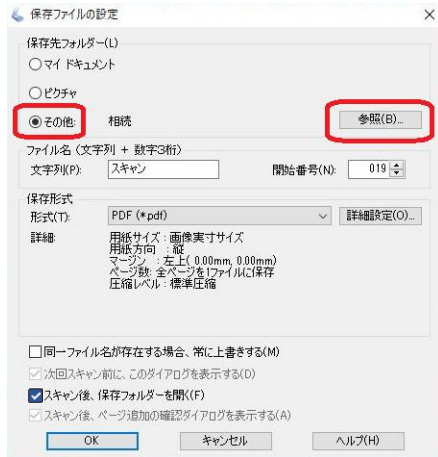 保存ファイルの設定
保存先フォルダー(L)
マイ ドキュメント
ピクチャ
その他: 相続 参照(B)...
ファイル名 (文字列 + 数字3桁)
文字列(P): スキャン 開始番号(N): 019
保存形式
形式(T): PDF (*.pdf) 詳細設定(O)...
詳細: 用紙サイズ : 画像実寸サイズ
用紙方向 : 縦
マージン : 左上( 0.00mm, 0.00mm)
ページ数: 全ページを1ファイルに保存
圧縮レベル : 標準圧縮
同一ファイル名が存在する場合、常に上書きする(M)
次回スキャン前に、このダイアログを表示する(D)
スキャン後、保存フォルダーを開く(F)
スキャン後、ページ追加の確認ダイアログを表示する(A)
OK キャンセル ヘルプ(H)